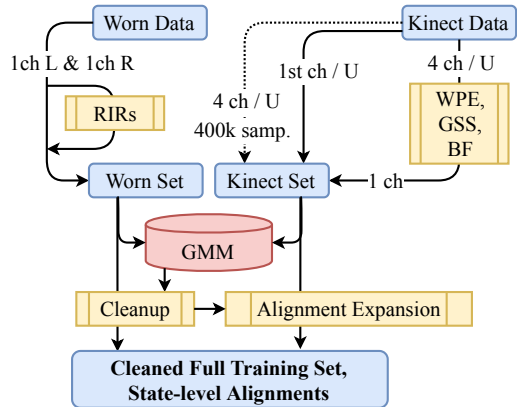 Worn Data
Kinect Data
1ch L & 1ch R
1st ch / U
4 ch / U
4 ch / U
400k samp.
RIRs
WPE,
GSS,
BF
Worn Set
Kinect Set
1 ch
GMM
Cleanup
Alignment Expansion
Cleaned Full Training Set,
State-level Alignments